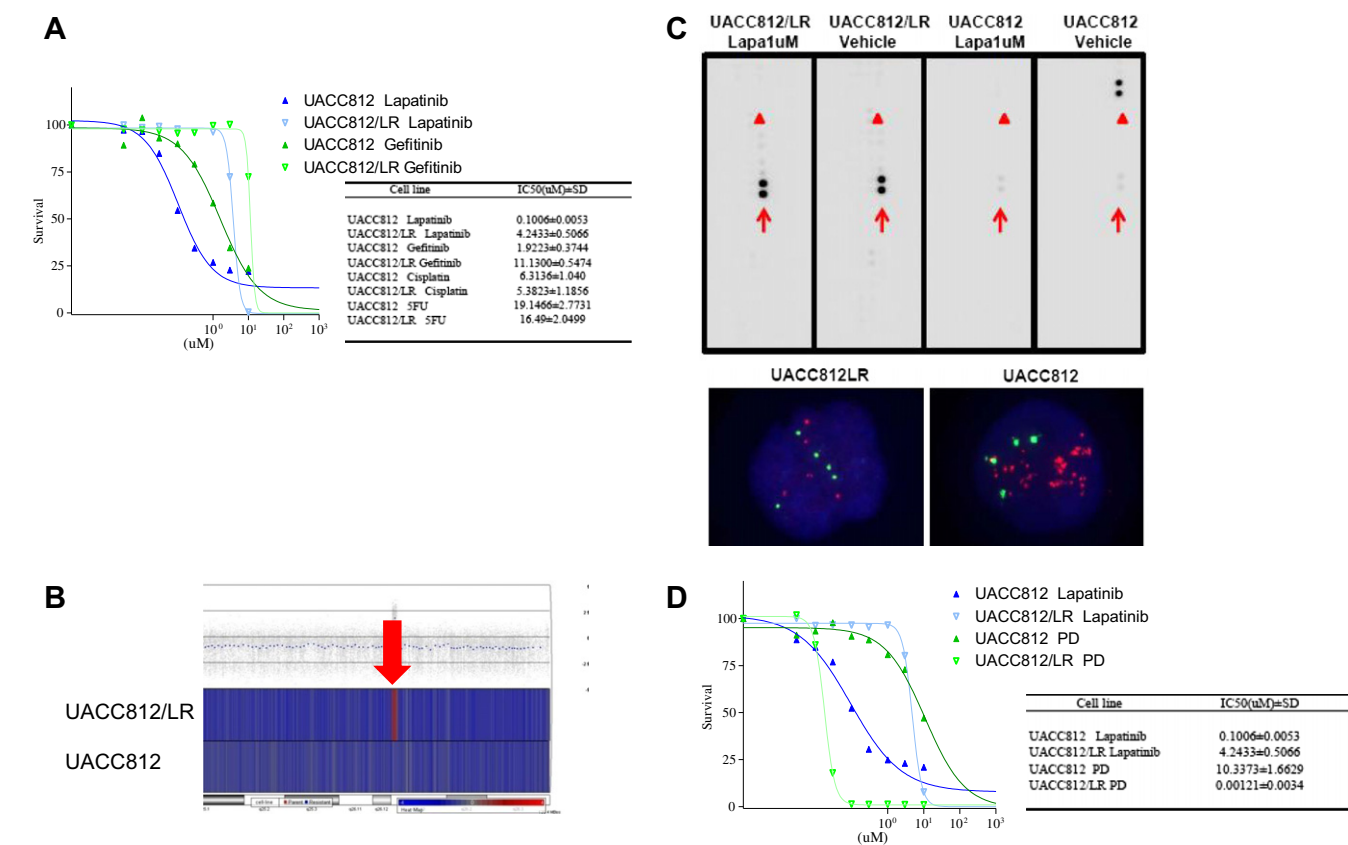 A
UACC812 Lapatinib
UACC812/LR Lapatinib
UACC812 Gefitinib
UACC812/LR Gefitinib
100
75
50
25
0
Survival
10⁰ 10¹ 10² 10³
(uM)
Cell line IC50(uM)±SD
UACC812 Lapatinib 0.1006±0.0053
UACC812/LR Lapatinib 4.2433±0.5066
UACC812 Gefitinib 1.9223±0.3744
UACC812/LR Gefitinib 11.1300±0.5474
UACC812 Cisplatin 6.3136±1.040
UACC812/LR Cisplatin 5.3823±1.1856
UACC812 5FU 19.1466±2.7731
UACC812/LR 5FU 16.49±2.0499
B
UACC812/LR
UACC812
cell-line Parent Resistant
Heat Map
C
UACC812/LR UACC812/LR UACC812 UACC812
Lapa1uM Vehicle Lapa1uM Vehicle
UACC812LR UACC812
D
UACC812 Lapatinib
UACC812/LR Lapatinib
UACC812 PD
UACC812/LR PD
100
75
50
25
0
Survival
10⁰ 10¹ 10² 10³
(uM)
Cell line IC50(uM)±SD
UACC812 Lapatinib 0.1006±0.0053
UACC812/LR Lapatinib 4.2433±0.5066
UACC812 PD 10.3373±1.6629
UACC812/LR PD 0.00121±0.0034